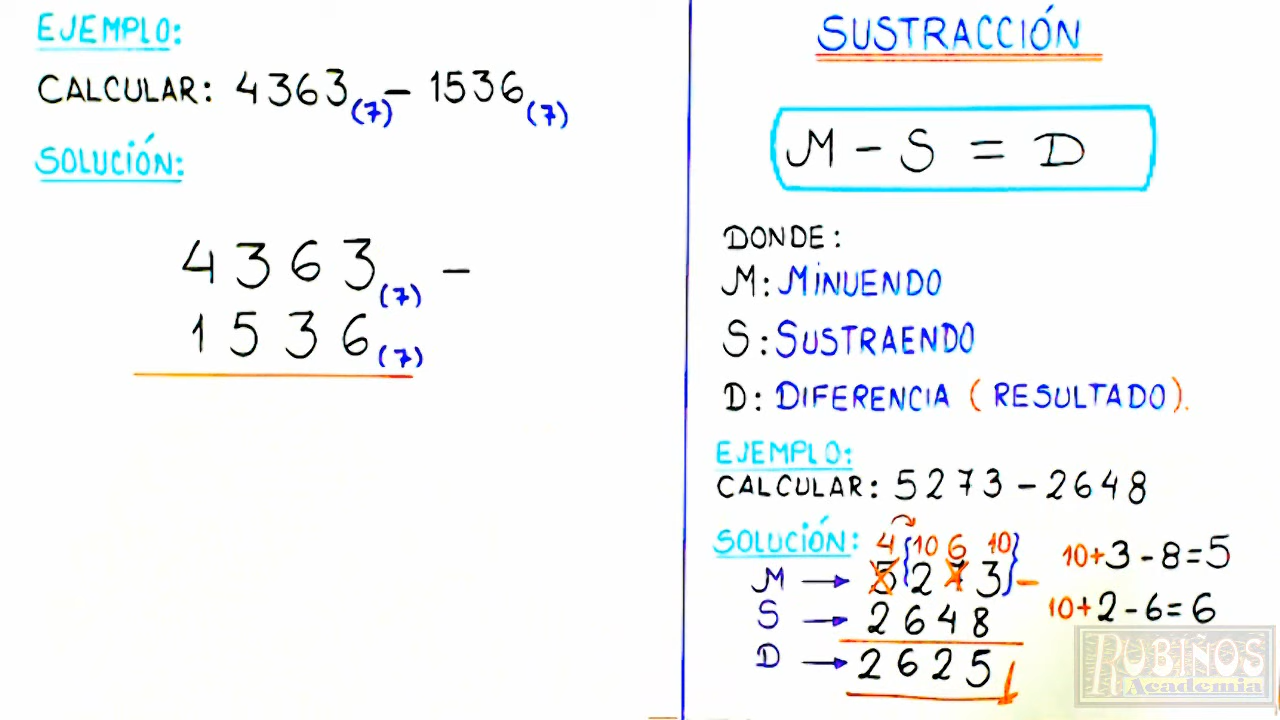 EJEMPLO:
CALCULAR: 4363(7) - 1536(7)
SOLUCIÓN:
4363(7) -
1536(7)
SUSTRACCIÓN
M - S = D
DONDE:
M: MINUENDO
S: SUSTRAENDO
D: DIFERENCIA (RESULTADO).
EJEMPLO:
CALCULAR: 5273 - 2648
SOLUCIÓN:
4 10 6 10
M → 5273 -
S → 2648
D → 2625
10+3-8=5
10+2-6=6
RUBIÑOS
Academia